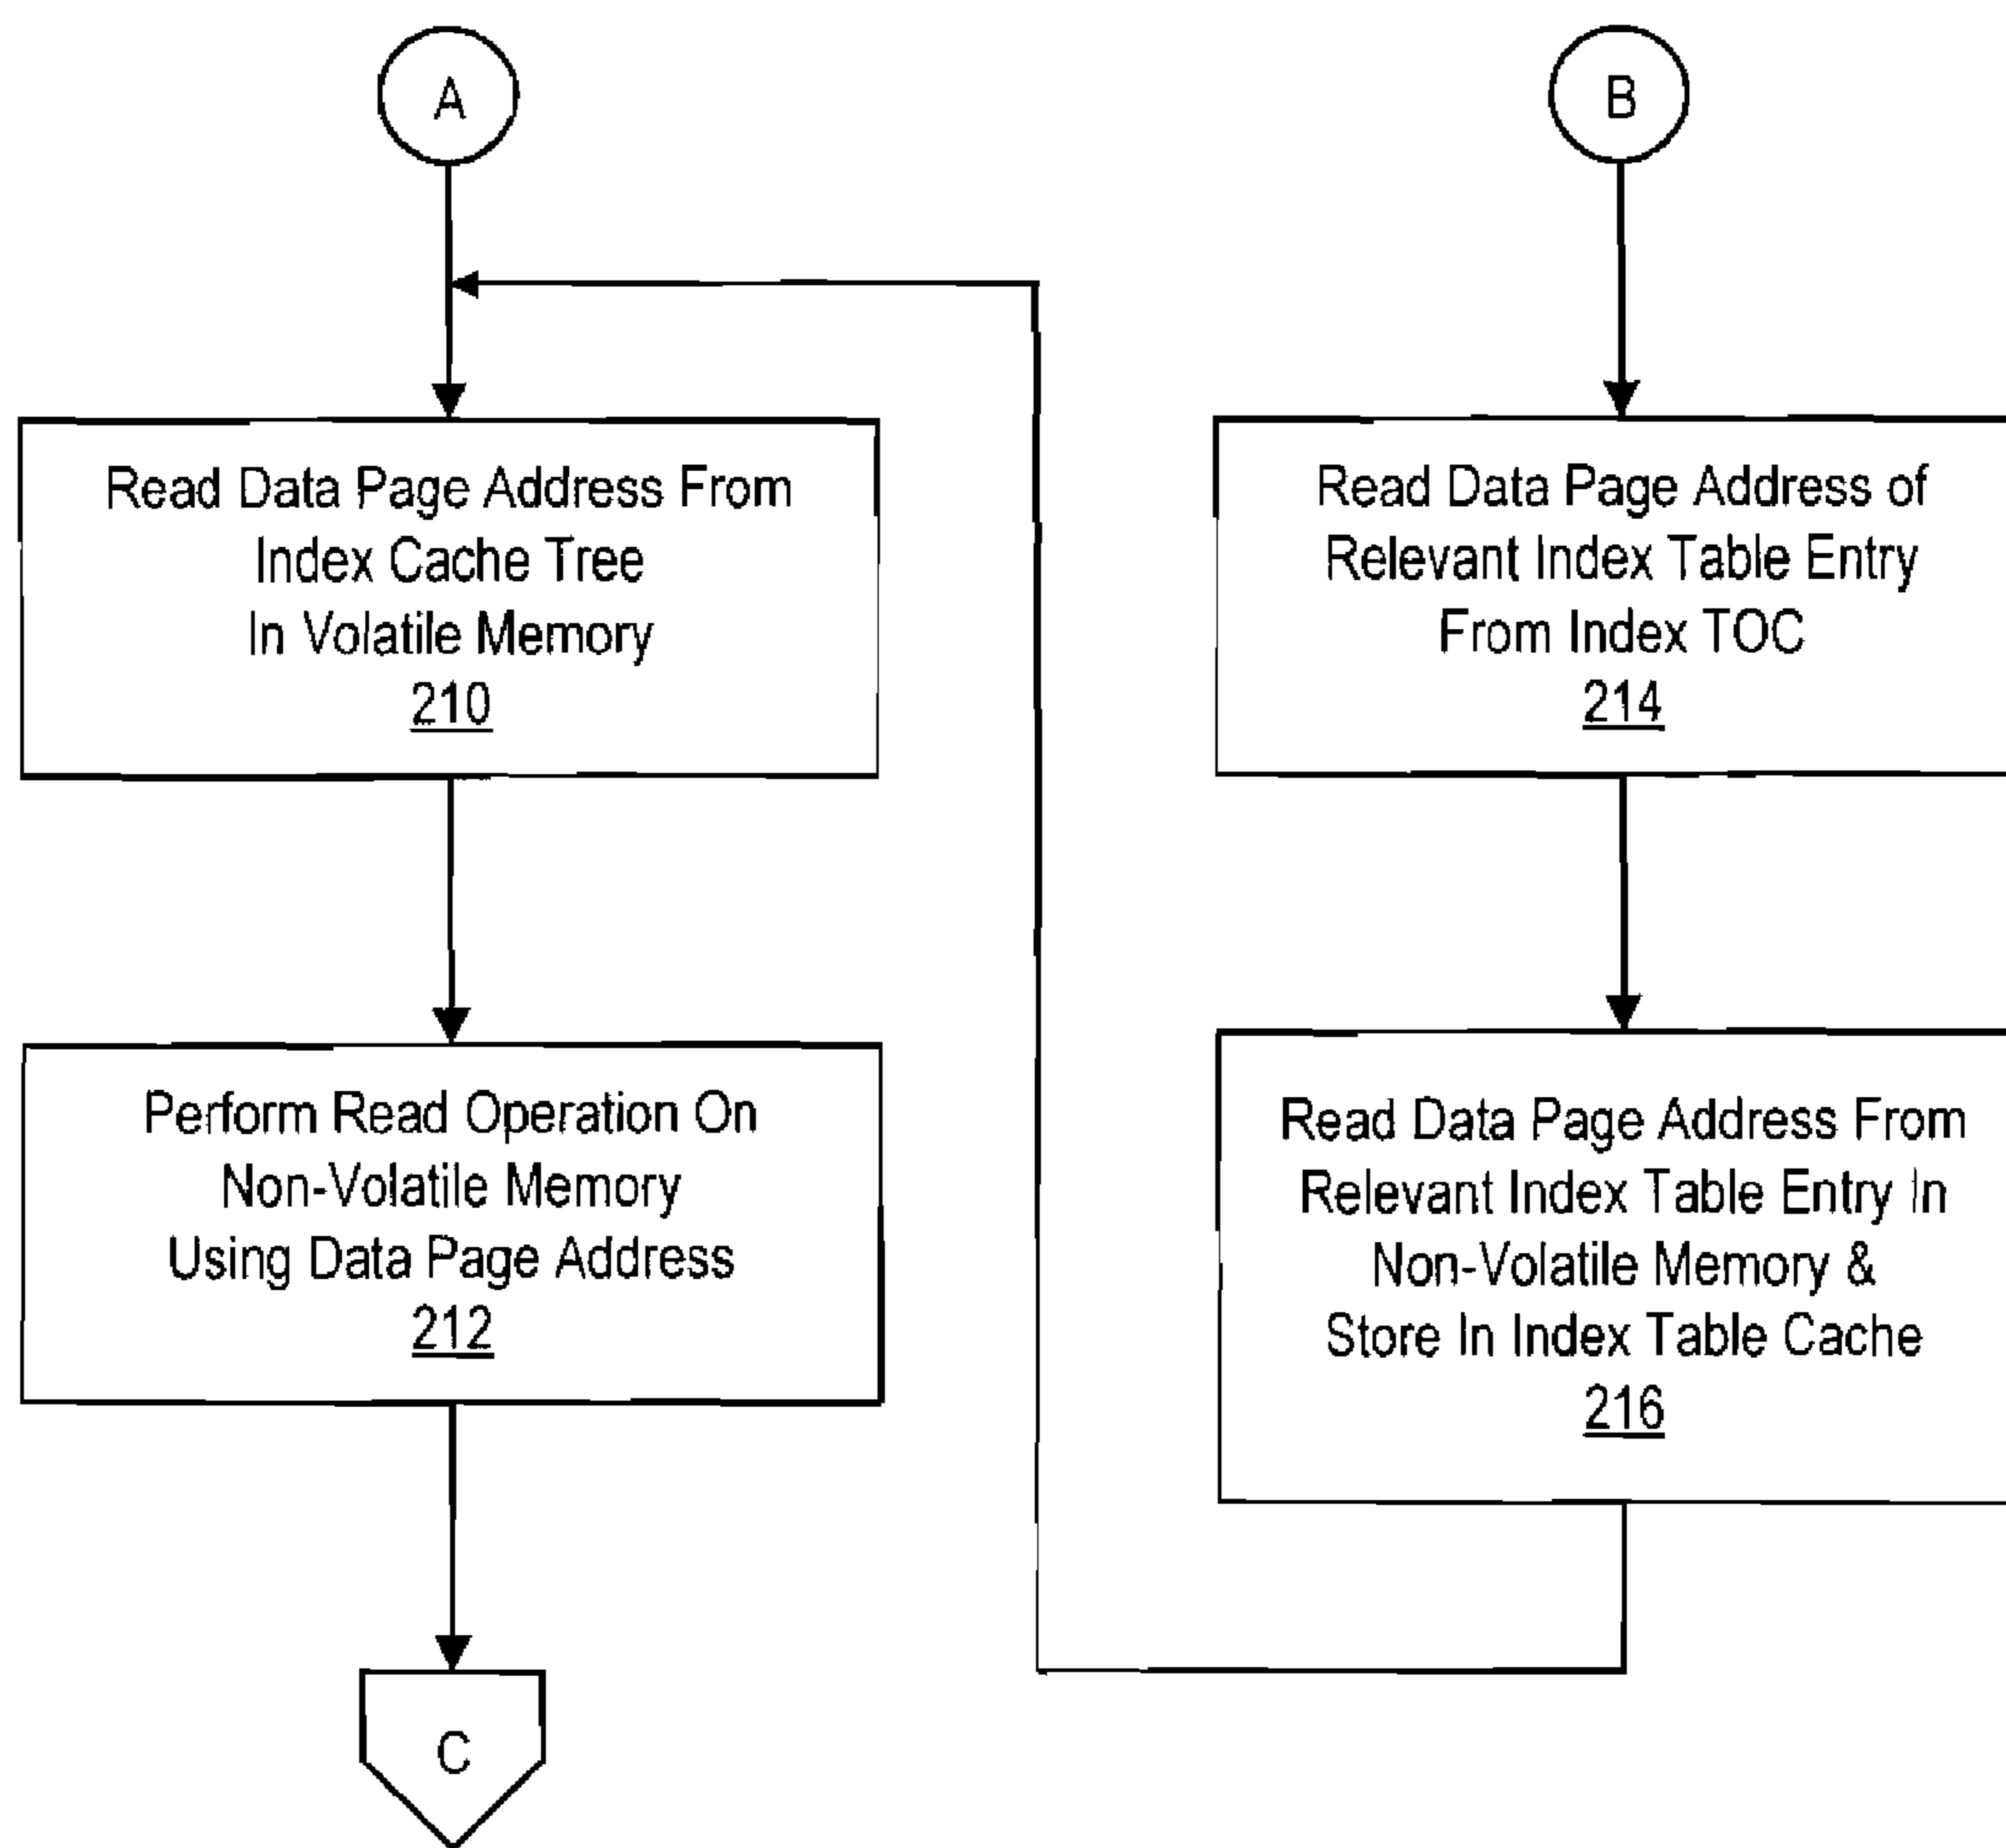 A
Read Data Page Address From
Index Cache Tree
In Volatile Memory
210
Perform Read Operation On
Non-Volatile Memory
Using Data Page Address
212
C
B
Read Data Page Address of
Relevant Index Table Entry
From Index TOC
214
Read Data Page Address From
Relevant Index Table Entry In
Non-Volatile Memory &
Store In Index Table Cache
216